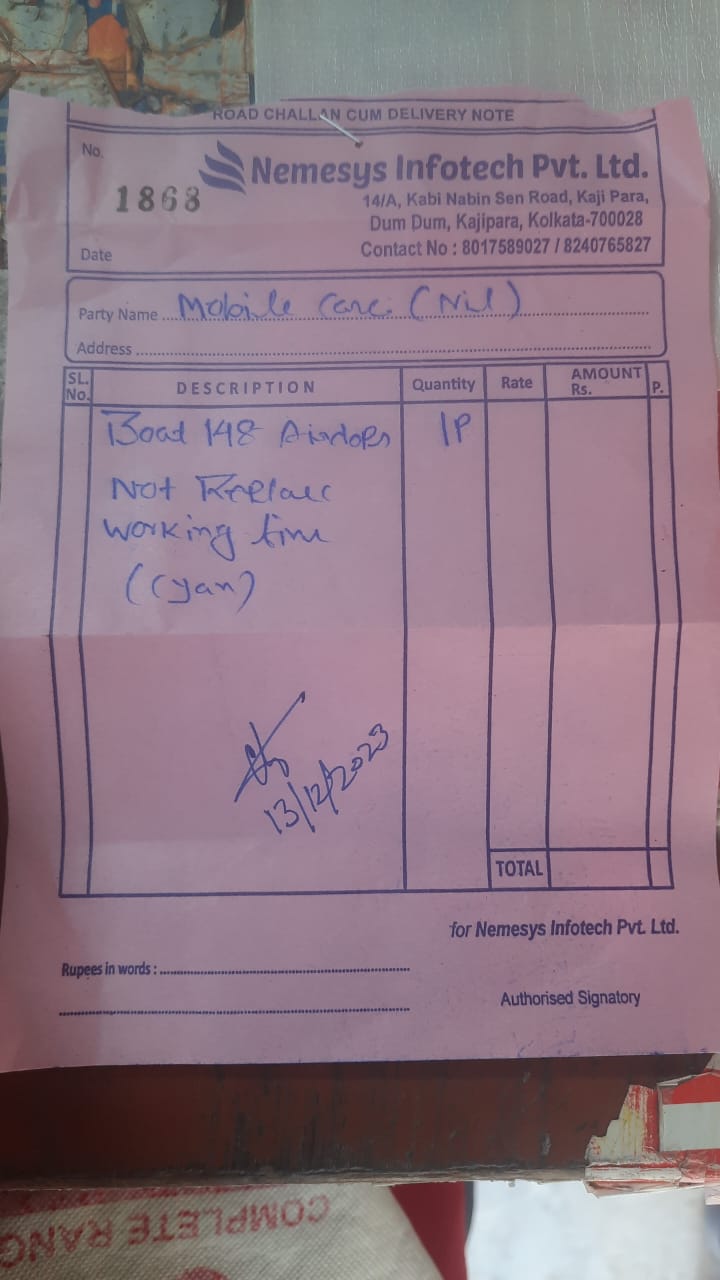 ROAD CHALLAN CUM DELIVERY NOTE
No.
1868
Nemesys Infotech Pvt. Ltd.
14/A, Kabi Nabin Sen Road, Kaji Para,
Dum Dum, Kajipara, Kolkata-700028
Date
Contact No : 8017589027 / 8240765827
Party Name Mobile Care (Nil)
Address
SL. No. DESCRIPTION Quantity Rate AMOUNT Rs. P.
Boat 148 Airdops 1P
Not Replace
working time
(Cyan)
13/12/2023
TOTAL
for Nemesys Infotech Pvt. Ltd.
Rupees in words :
Authorised Signatory
COMPLETE RANG